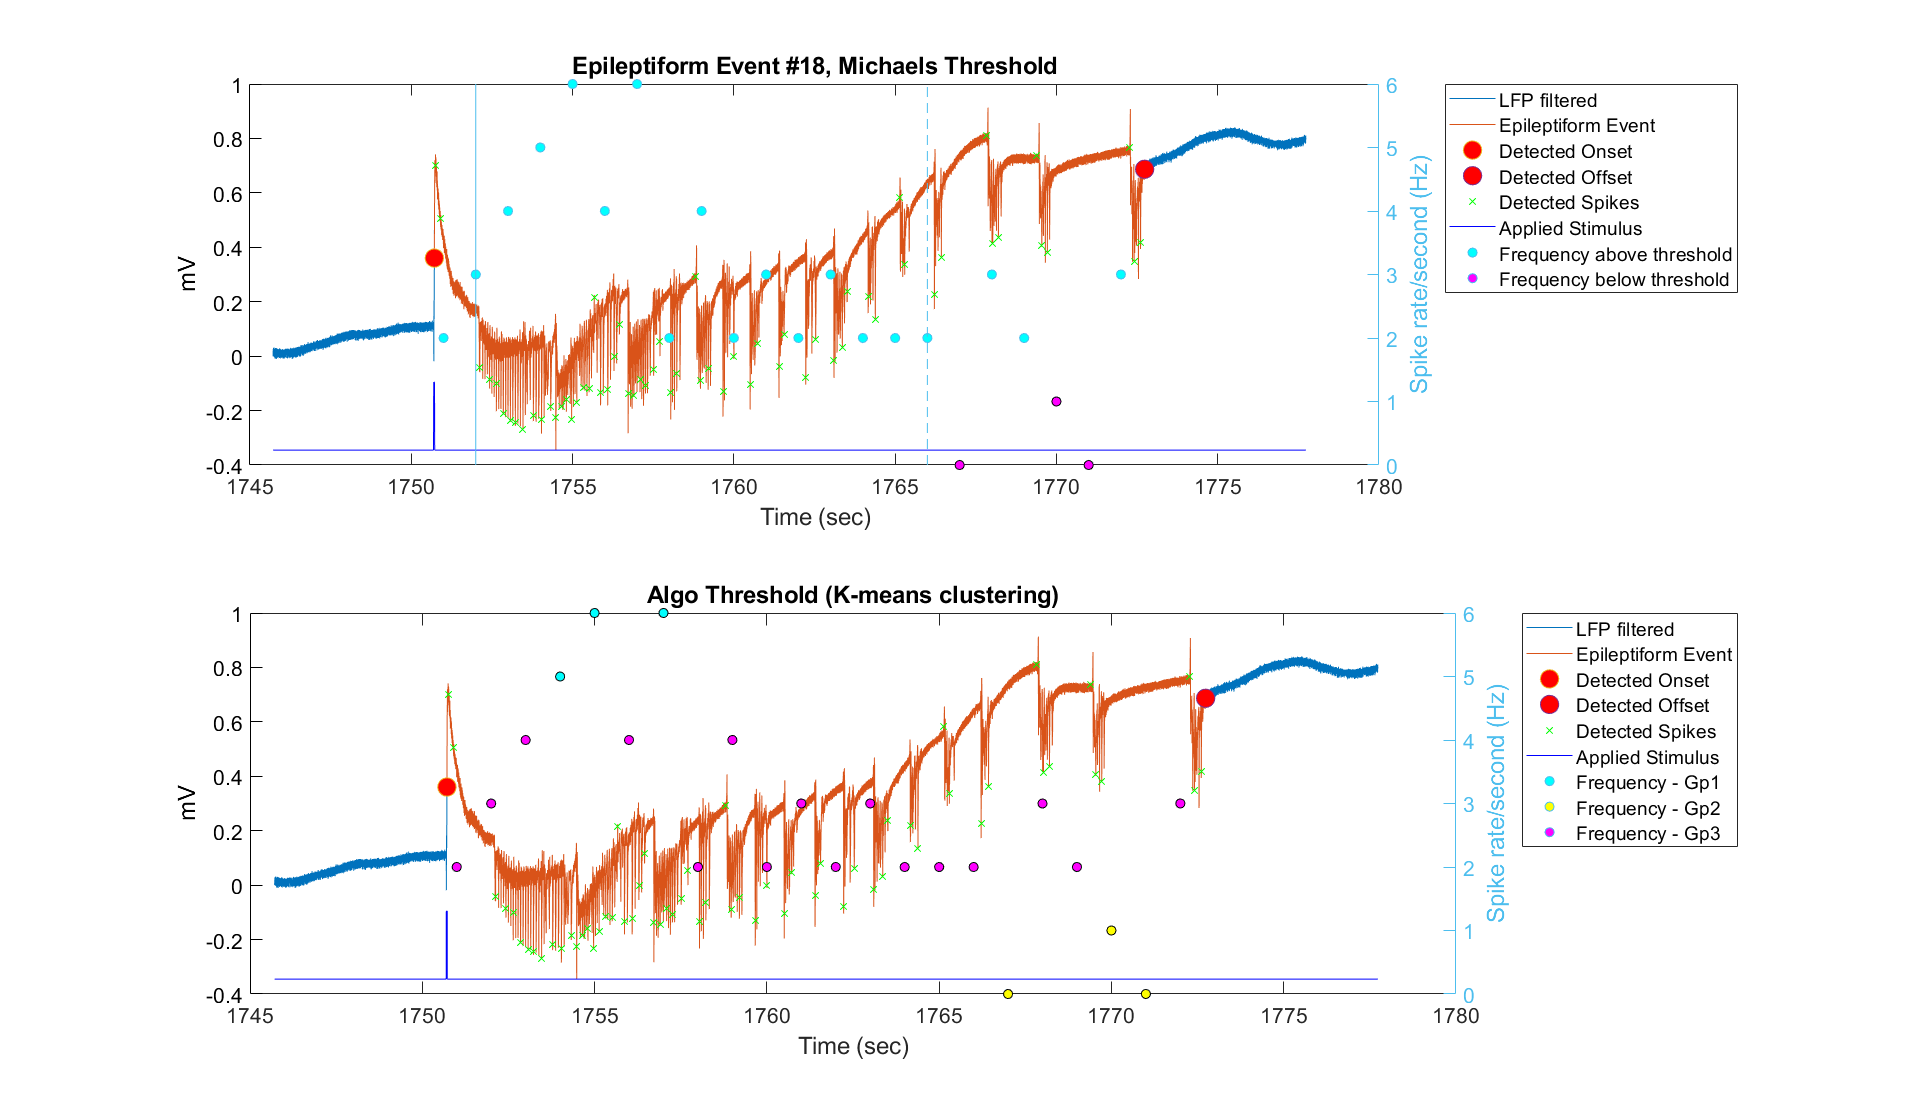 Epileptiform Event #18, Michaels Threshold
1
0.8
0.6
0.4
0.2
0
-0.2
-0.4
mV
1745
1750
1755
1760
1765
1770
1775
1780
Time (sec)
6
5
4
3
2
1
0
Spike rate/second (Hz)
LFP filtered
Epileptiform Event
Detected Onset
Detected Offset
Detected Spikes
Applied Stimulus
Frequency above threshold
Frequency below threshold
Algo Threshold (K-means clustering)
1
0.8
0.6
0.4
0.2
0
-0.2
-0.4
mV
1745
1750
1755
1760
1765
1770
1775
1780
Time (sec)
6
5
4
3
2
1
0
Spike rate/second (Hz)
LFP filtered
Epileptiform Event
Detected Onset
Detected Offset
Detected Spikes
Applied Stimulus
Frequency - Gp1
Frequency - Gp2
Frequency - Gp3